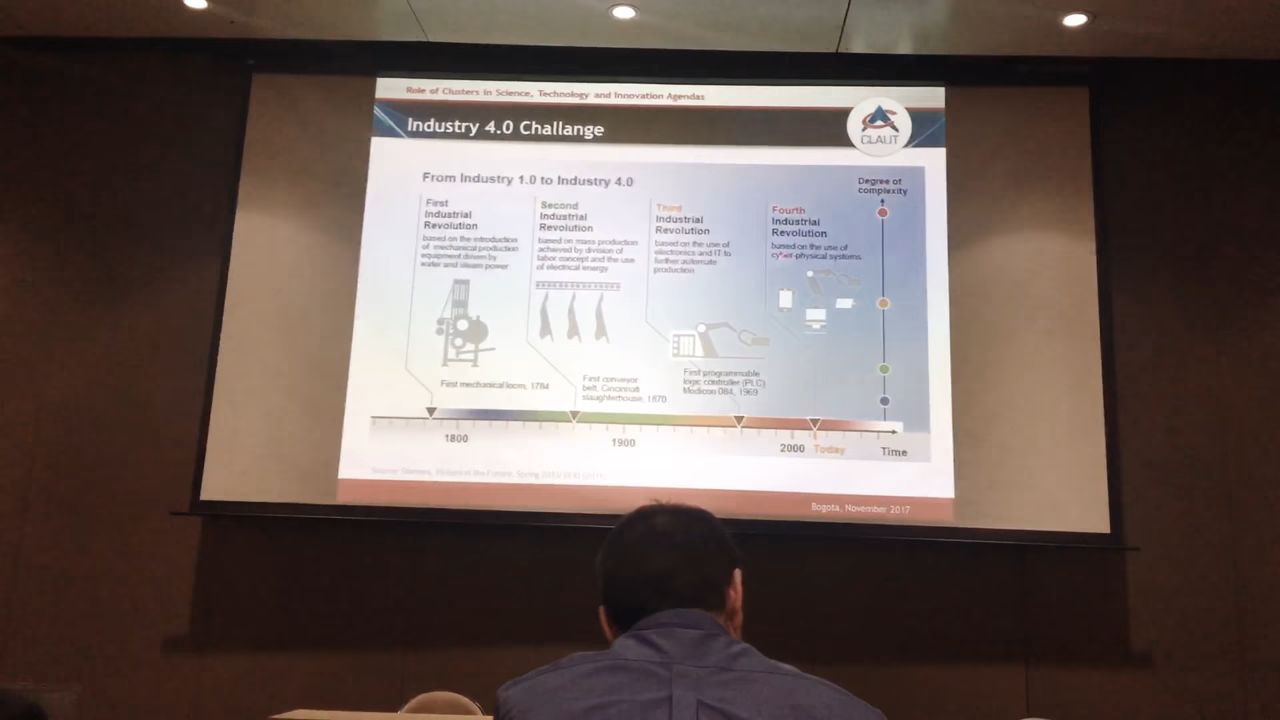 Role of Clusters in Science, Technology and Innovation Agendas
Industry 4.0 Challange
CLAUT
From Industry 1.0 to Industry 4.0
Degree of
complexity
First
Industrial
Revolution
based on the introduction
of mechanical production
equipment driven by
water and steam power
Second
Industrial
Revolution
based on mass production
achieved by division of
labor concept and the use
of electrical energy
Third
Industrial
Revolution
based on the use of
electronics and IT to
further automate
production
Fourth
Industrial
Revolution
based on the use of
cyber-physical systems
First mechanical loom, 1784
First conveyor
belt, Cincinnati
slaughterhouse, 1870
First programmable
logic controller (PLC)
Modicon 084, 1969
1800
1900
2000
Today
Time
Bogota, November 2017